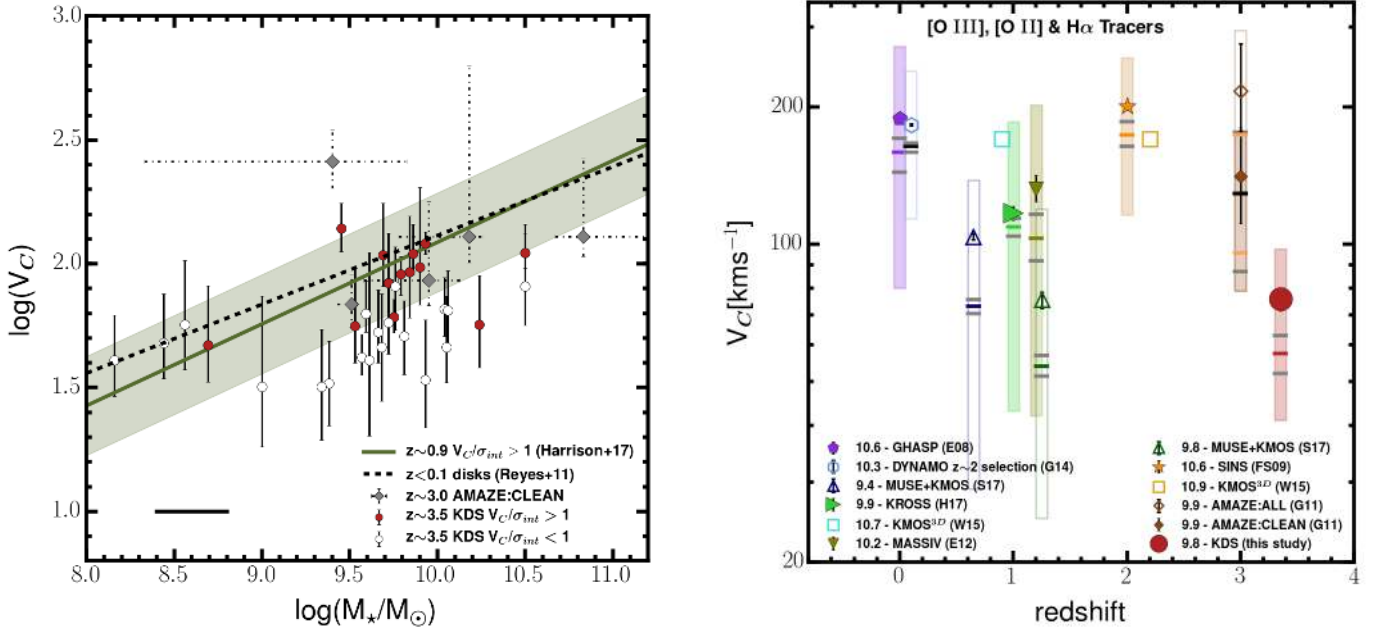 3.0
2.5
2.0
1.5
1.0
log(V_C)
z~0.9 V_C/σ_int > 1 (Harrison+17)
z<0.1 disks (Reyes+11)
z~3.0 AMAZE:CLEAN
z~3.5 KDS V_C/σ_int > 1
z~3.5 KDS V_C/σ_int < 1
8.0 8.5 9.0 9.5 10.0 10.5 11.0
log(M⋆/M⊙)
[O III], [O II] & Hα Tracers
200
100
20
V_C[kms⁻¹]
10.6 - GHASP (E08)
10.3 - DYNAMO z~2 selection (G14)
9.4 - MUSE+KMOS (S17)
9.9 - KROSS (H17)
10.7 - KMOS³ᴰ (W15)
10.2 - MASSIV (E12)
9.8 - MUSE+KMOS (S17)
10.6 - SINS (FS09)
10.9 - KMOS³ᴰ (W15)
9.9 - AMAZE:ALL (G11)
9.9 - AMAZE:CLEAN (G11)
9.8 - KDS (this study)
0 1 2 3 4
redshift